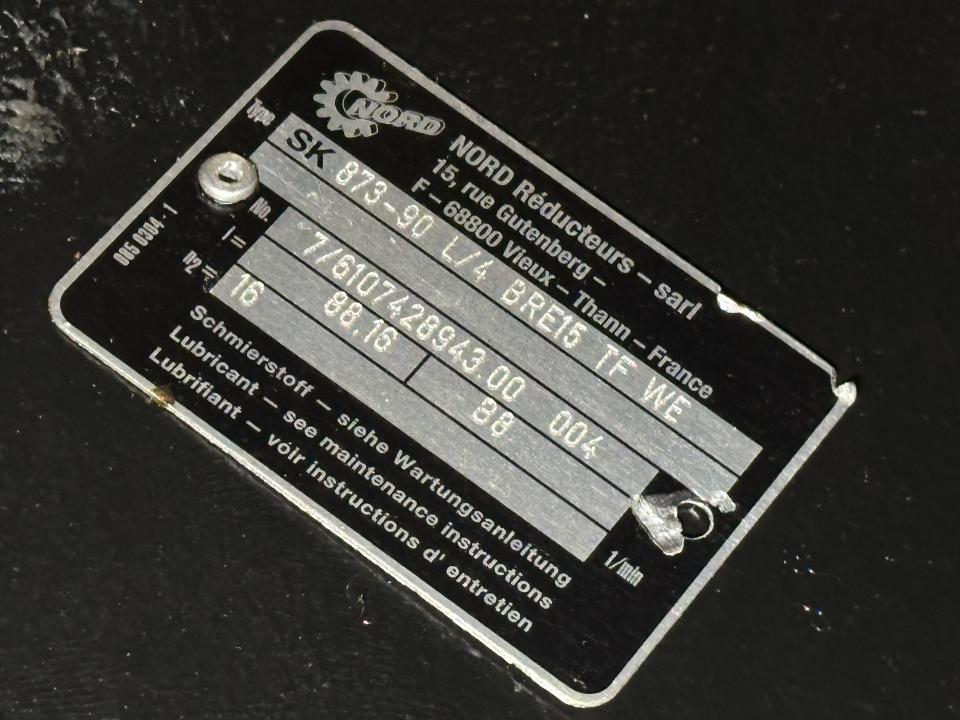 NORD
NORD Réducteurs – sarl
15, rue Gutenberg –
F – 68800 Vieux – Thann – France
Type
SK 873-90 L/4 BRE15 TF WE
No. 7/6107428943.00 004
i = 88.16 B8
n2 = 16 1/min
Schmierstoff – siehe Wartungsanleitung
Lubricant – see maintenance instructions
Lubrifiant – voir instructions d' entretien
085 0304 · 1